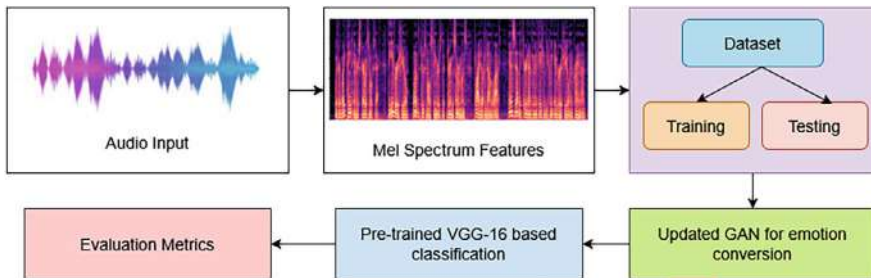 Audio Input
Mel Spectrum Features
Dataset
Training
Testing
Updated GAN for emotion
conversion
Pre-trained VGG-16 based
classification
Evaluation Metrics